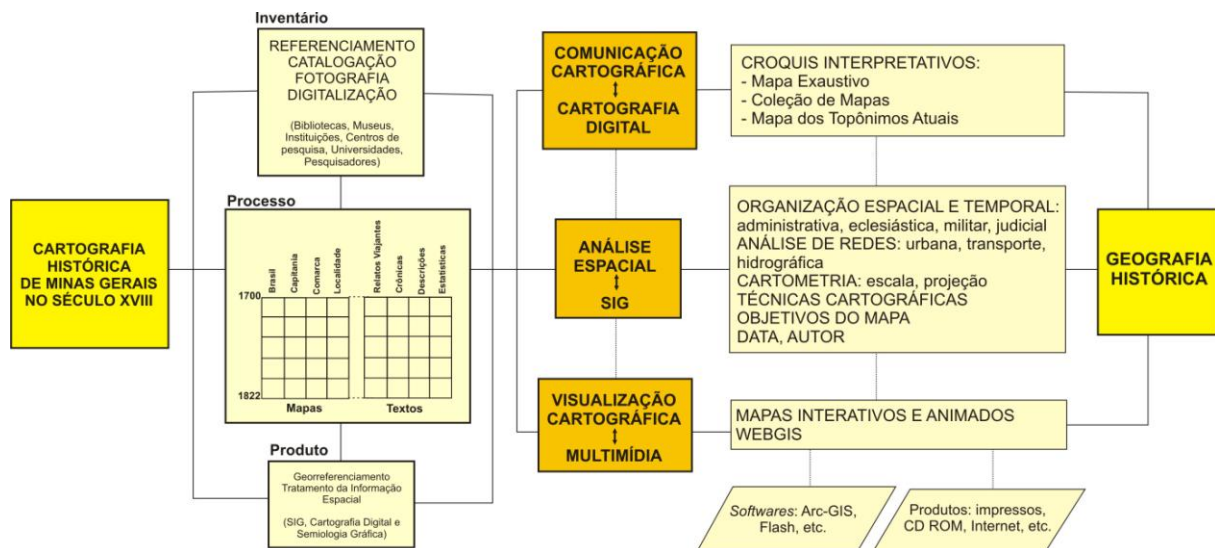 CARTOGRAFIA
HISTÓRICA
DE MINAS GERAIS
NO SÉCULO XVIII
Inventário
REFERENCIAMENTO
CATALOGAÇÃO
FOTOGRAFIA
DIGITALIZAÇÃO
(Bibliotecas, Museus,
Instituições, Centros de
pesquisa, Universidades,
Pesquisadores)
Processo
Brasil
Capitania
Comarca
Localidade
Relatos Viajantes
Crônicas
Descrições
Estatísticas
1700
1822
Mapas
Textos
Produto
Georreferenciamento
Tratamento da Informação
Espacial
(SIG, Cartografia Digital e
Semiologia Gráfica)
COMUNICAÇÃO
CARTOGRÁFICA
CARTOGRAFIA
DIGITAL
ANÁLISE
ESPACIAL
SIG
VISUALIZAÇÃO
CARTOGRÁFICA
MULTIMÍDIA
CROQUIS INTERPRETATIVOS:
- Mapa Exaustivo
- Coleção de Mapas
- Mapa dos Topônimos Atuais
ORGANIZAÇÃO ESPACIAL E TEMPORAL:
administrativa, eclesiástica, militar, judicial
ANÁLISE DE REDES: urbana, transporte,
hidrográfica
CARTOMETRIA: escala, projeção
TÉCNICAS CARTOGRÁFICAS
OBJETIVOS DO MAPA
DATA, AUTOR
MAPAS INTERATIVOS E ANIMADOS
WEBGIS
Softwares: Arc-GIS,
Flash, etc.
Produtos: impressos,
CD ROM, Internet, etc.
GEOGRAFIA
HISTÓRICA